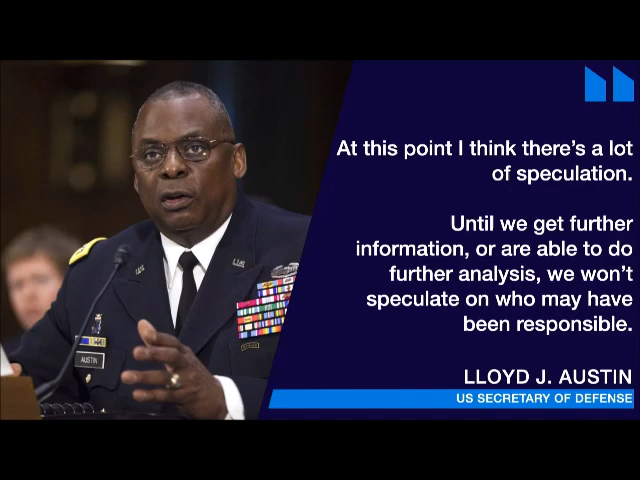 At this point I think there's a lot
of speculation.
Until we get further
information, or are able to do
further analysis, we won't
speculate on who may have
been responsible.
LLOYD J. AUSTIN
US SECRETARY OF DEFENSE
AUSTIN